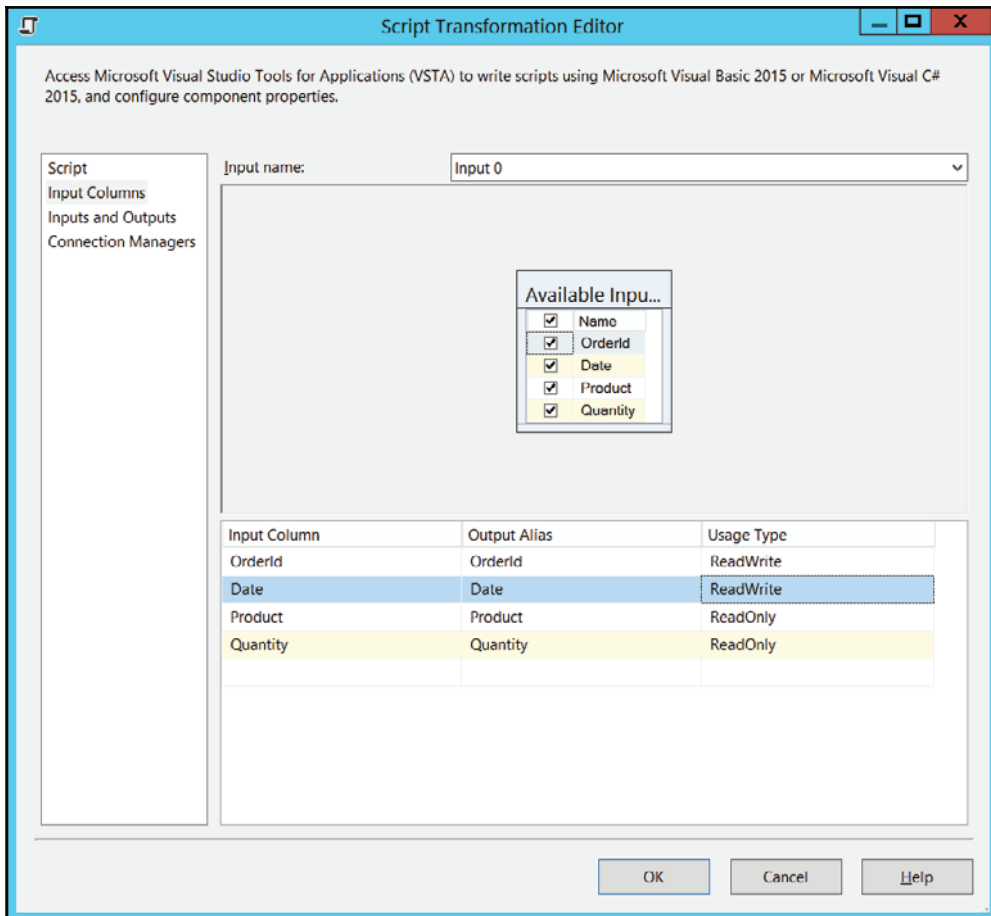 Script Transformation Editor
Access Microsoft Visual Studio Tools for Applications (VSTA) to write scripts using Microsoft Visual Basic 2015 or Microsoft Visual C#
2015, and configure component properties.
Script
Input Columns
Inputs and Outputs
Connection Managers
Input name:
Input 0
Available Inpu...
Name
OrderId
Date
Product
Quantity
Input Column Output Alias Usage Type
OrderId OrderId ReadWrite
Date Date ReadWrite
Product Product ReadOnly
Quantity Quantity ReadOnly
OK Cancel Help